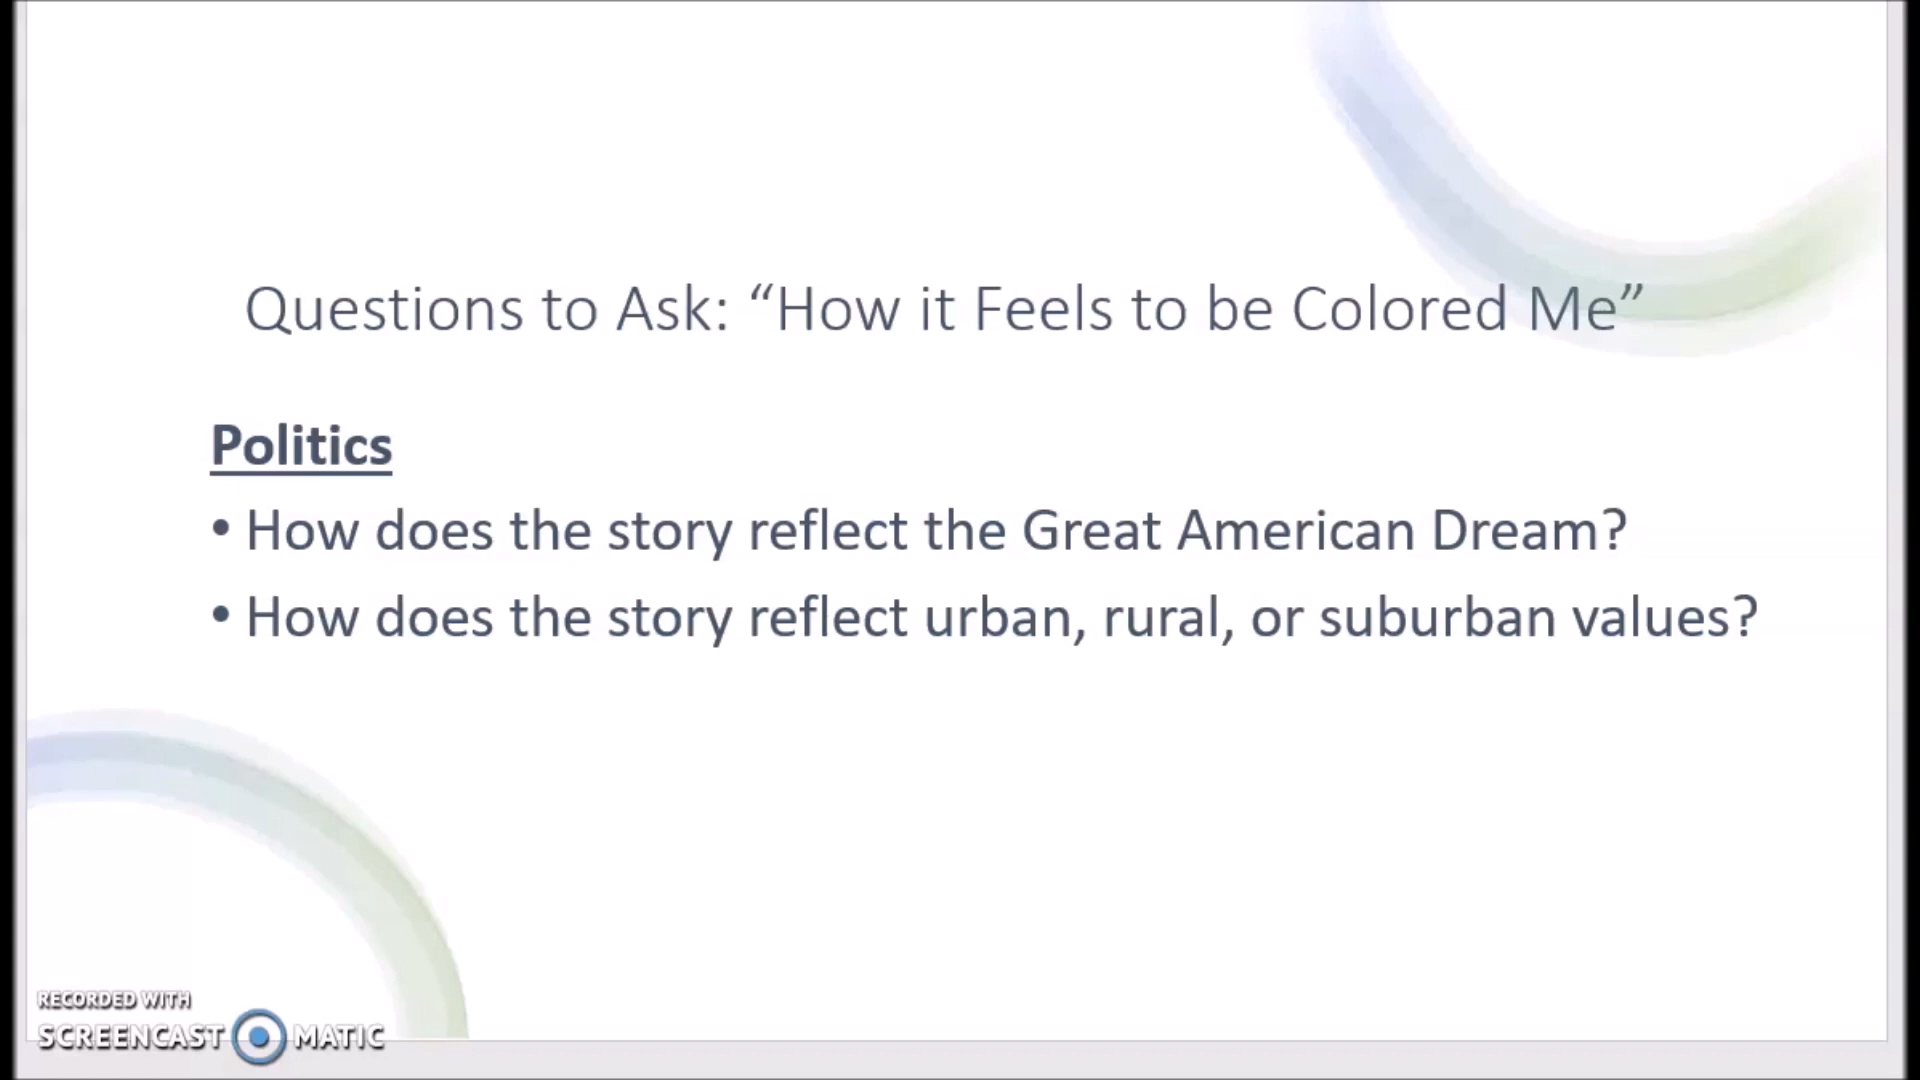 Questions to Ask: “How it Feels to be Colored Me”
Politics
• How does the story reflect the Great American Dream?
• How does the story reflect urban, rural, or suburban values?
RECORDED WITH
SCREENCAST MATIC